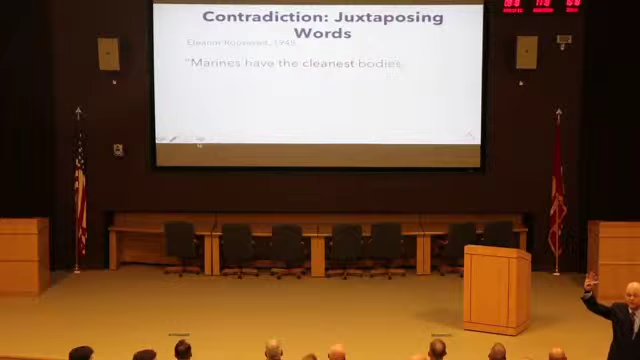 Contradiction: Juxtaposing
Words
Eleanor Roosevelt, 1945
"Marines have the cleanest bodies